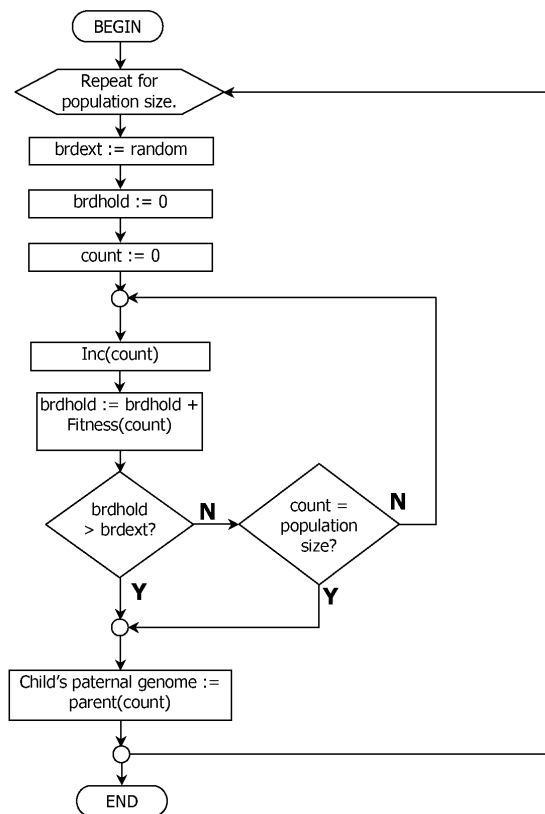 BEGIN
Repeat for
population size.
brdext := random
brdhold := 0
count := 0
Inc(count)
brdhold := brdhold +
Fitness(count)
brdhold
> brdext?
N
count =
population
size?
N
Y
Y
Child's paternal genome :=
parent(count)
END